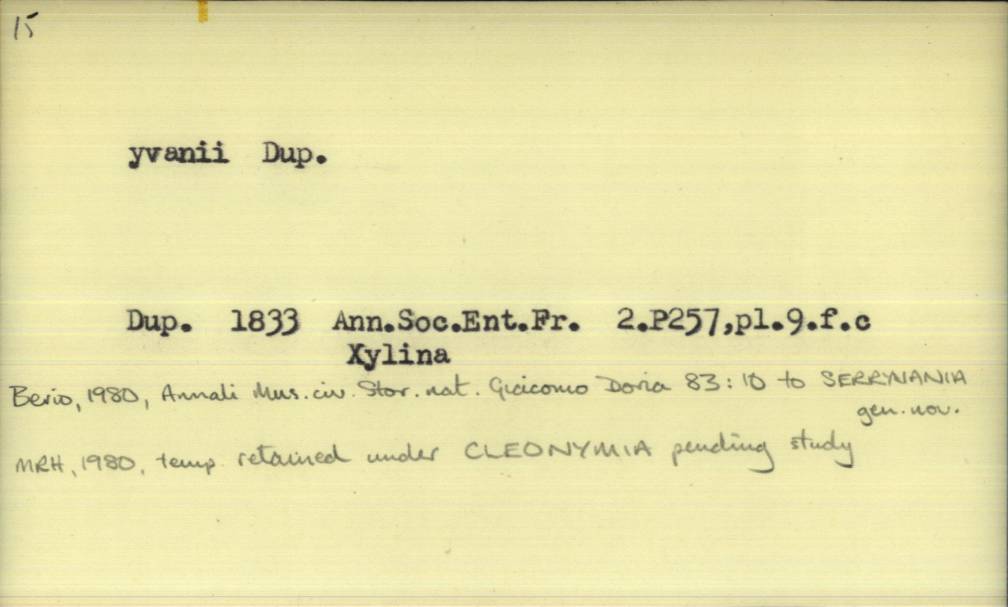 15
yvanii Dup.
Dup. 1833 Ann.Soc.Ent.Fr. 2.P257,pl.9.f.c
Xylina
Berio, 1980, Annali Mus. civ. Stor. nat. Giacomo Doria 83: 10 to SERRYVANIA
gen. nov.
MRH, 1980, temp retained under CLEONYMIA pending study